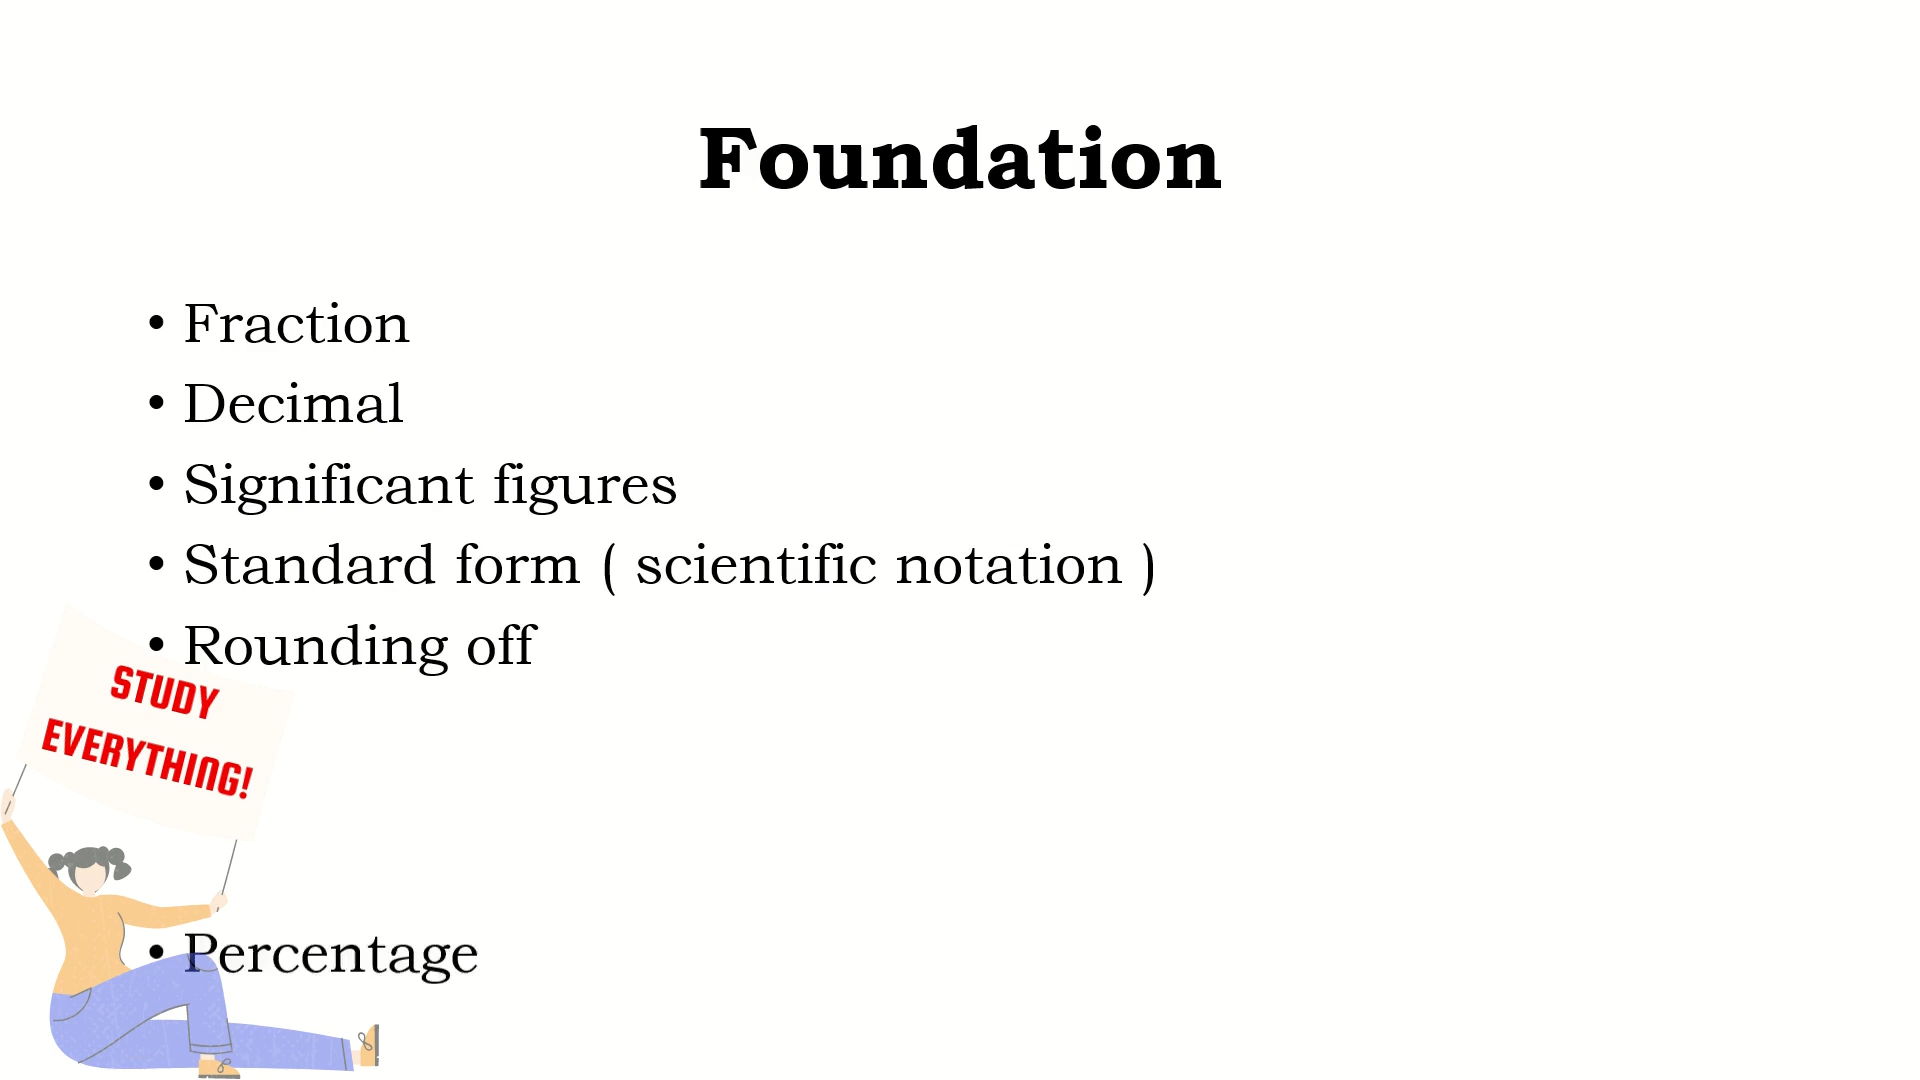 Foundation
• Fraction
• Decimal
• Significant figures
• Standard form ( scientific notation )
• Rounding off
STUDY
EVERYTHING!
• Percentage